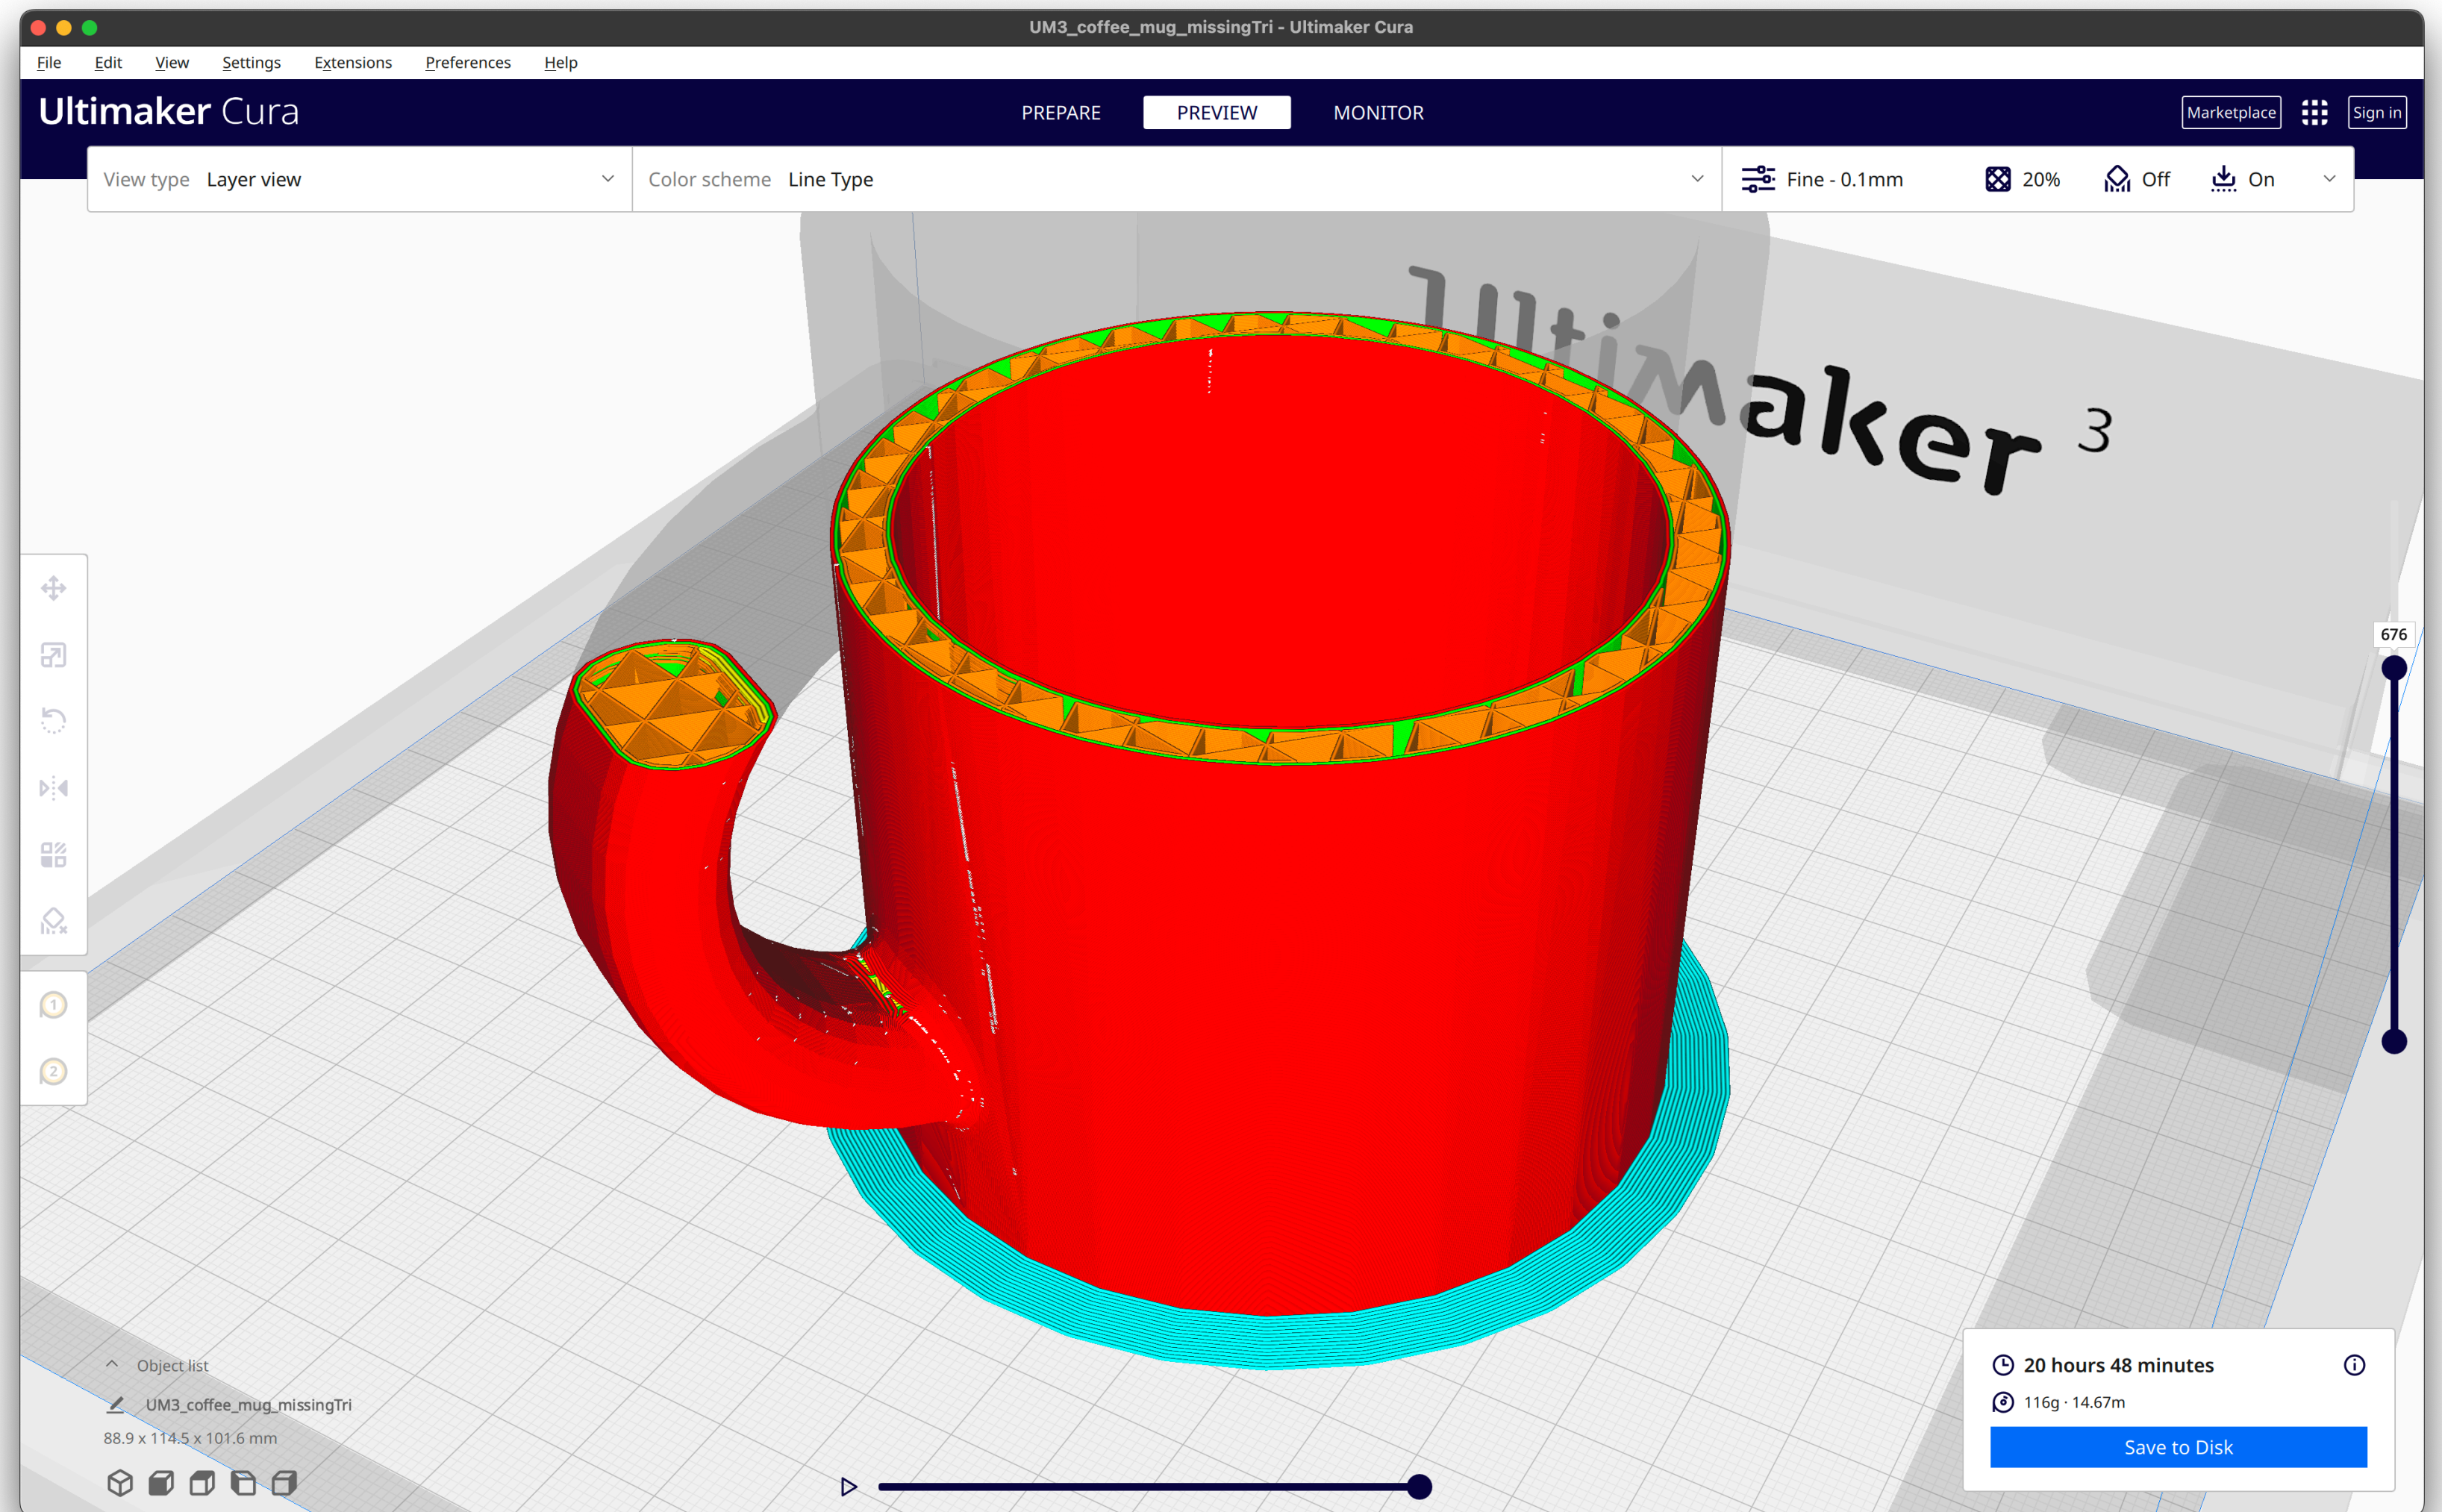 UM3_coffee_mug_missingTri - Ultimaker Cura
File Edit View Settings Extensions Preferences Help
Ultimaker Cura
PREPARE PREVIEW MONITOR
Marketplace Sign in
View type Layer view
Color scheme Line Type
Fine - 0.1mm 20% Off On
Ultimaker 3
676
1
2
Object list
UM3_coffee_mug_missingTri
88.9 x 114.5 x 101.6 mm
20 hours 48 minutes
116g · 14.67m
Save to Disk